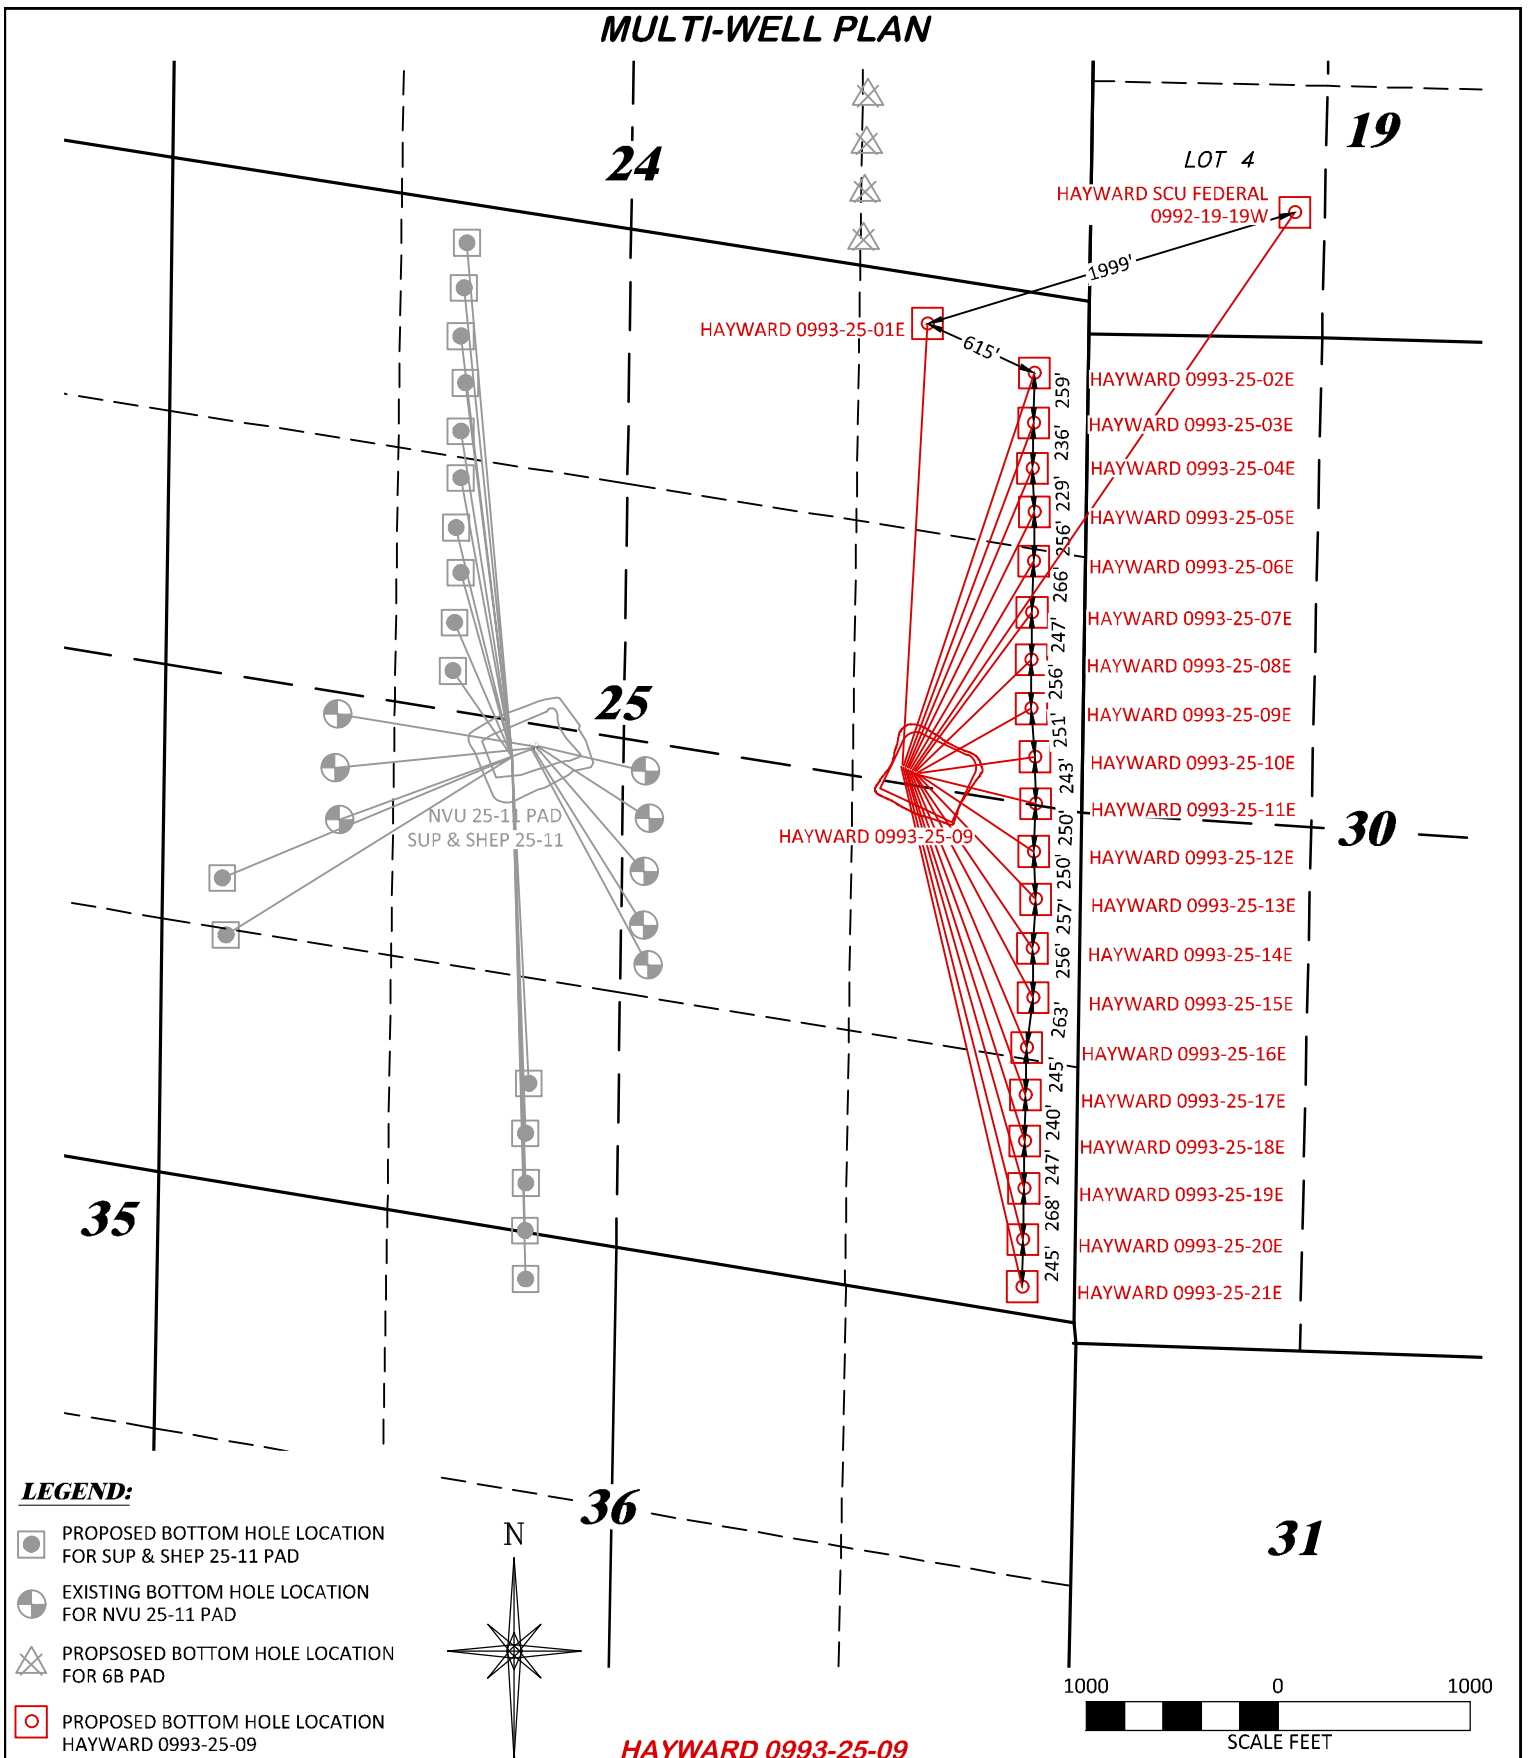 MULTI-WELL PLAN
24
19
LOT 4
HAYWARD SCU FEDERAL
0992-19-19W
1999'
HAYWARD 0993-25-01E
615'
HAYWARD 0993-25-02E
259'
HAYWARD 0993-25-03E
236'
HAYWARD 0993-25-04E
229'
HAYWARD 0993-25-05E
256'
HAYWARD 0993-25-06E
266'
HAYWARD 0993-25-07E
247'
HAYWARD 0993-25-08E
256'
25
HAYWARD 0993-25-09E
251'
HAYWARD 0993-25-10E
243'
HAYWARD 0993-25-11E
250'
NVU 25-11 PAD
SUP & SHEP 25-11
HAYWARD 0993-25-09
30
HAYWARD 0993-25-12E
250'
HAYWARD 0993-25-13E
257'
HAYWARD 0993-25-14E
256'
HAYWARD 0993-25-15E
263'
HAYWARD 0993-25-16E
245'
HAYWARD 0993-25-17E
240'
HAYWARD 0993-25-18E
247'
HAYWARD 0993-25-19E
268'
35
HAYWARD 0993-25-20E
245'
HAYWARD 0993-25-21E
36
31
LEGEND:
PROPOSED BOTTOM HOLE LOCATION
FOR SUP & SHEP 25-11 PAD
EXISTING BOTTOM HOLE LOCATION
FOR NVU 25-11 PAD
PROPSOSED BOTTOM HOLE LOCATION
FOR 6B PAD
PROPOSED BOTTOM HOLE LOCATION
HAYWARD 0993-25-09
N
1000 0 1000
SCALE FEET
HAYWARD 0993-25-09